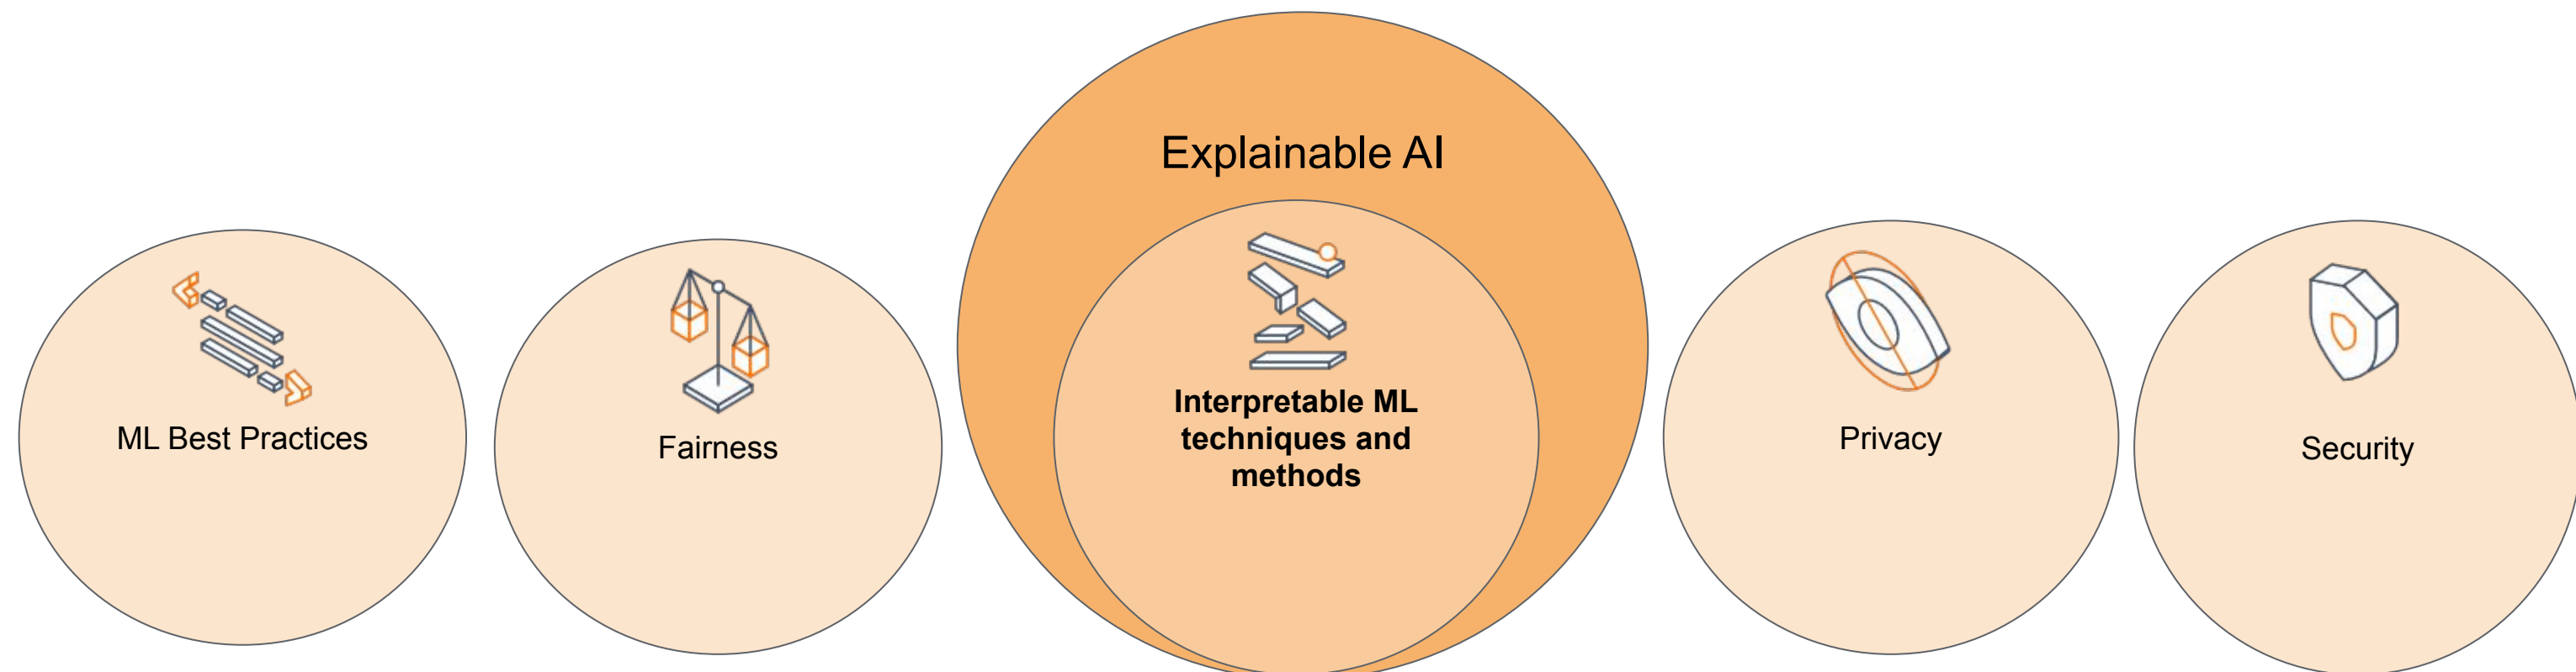 Explainable AI
ML Best Practices
Fairness
Interpretable ML
techniques and
methods
Privacy
Security